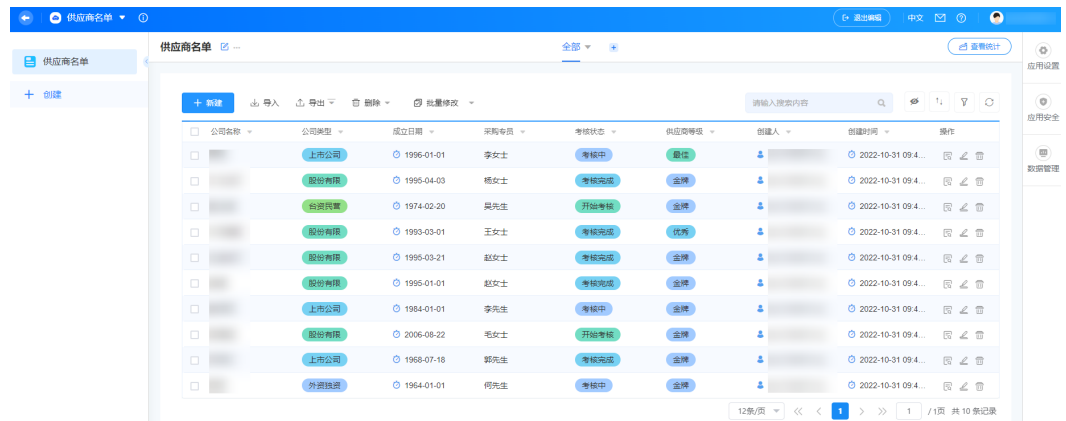 供应商名单
退出编辑 中文
供应商名单
创建
供应商名单 ...
全部
查看统计
应用设置
应用安全
数据管理
+ 新建 导入 导出 删除 批量修改
请输入搜索内容
公司名称 公司类型 成立日期 采购专员 考核状态 供应商等级 创建人 创建时间 操作
上市公司 1996-01-01 李女士 考核中 最佳 2022-10-31 09:4...
股份有限 1995-04-03 杨女士 考核完成 金牌 2022-10-31 09:4...
台资民营 1974-02-20 吴先生 开始考核 金牌 2022-10-31 09:4...
股份有限 1993-03-01 王女士 考核完成 优秀 2022-10-31 09:4...
股份有限 1995-03-21 赵女士 考核完成 金牌 2022-10-31 09:4...
股份有限 1995-01-01 赵女士 考核完成 金牌 2022-10-31 09:4...
上市公司 1984-01-01 李先生 考核中 金牌 2022-10-31 09:4...
股份有限 2006-08-22 毛女士 开始考核 金牌 2022-10-31 09:4...
上市公司 1968-07-18 郭先生 考核完成 金牌 2022-10-31 09:4...
外资独资 1964-01-01 何先生 考核中 金牌 2022-10-31 09:4...
12条/页 1 1 /1页 共 10 条记录